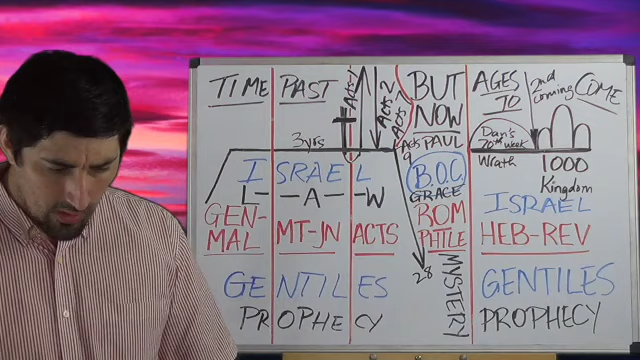 TIME PAST
BUT NOW
AGES TO COME
3yrs
Acts-1
Acts 2
Acts 7
Acts 9
PAUL
2nd coming
Dan's 70th week
Wrath
1000
Kingdom
ISRAEL
L-A-W
B.O.C
GRACE
ISRAEL
GEN-MAL
MT-JN
ACTS
ROM
PHILE
HEB-REV
28
MYSTERY
GENTILES
PROPHECY
GENTILES
PROPHECY